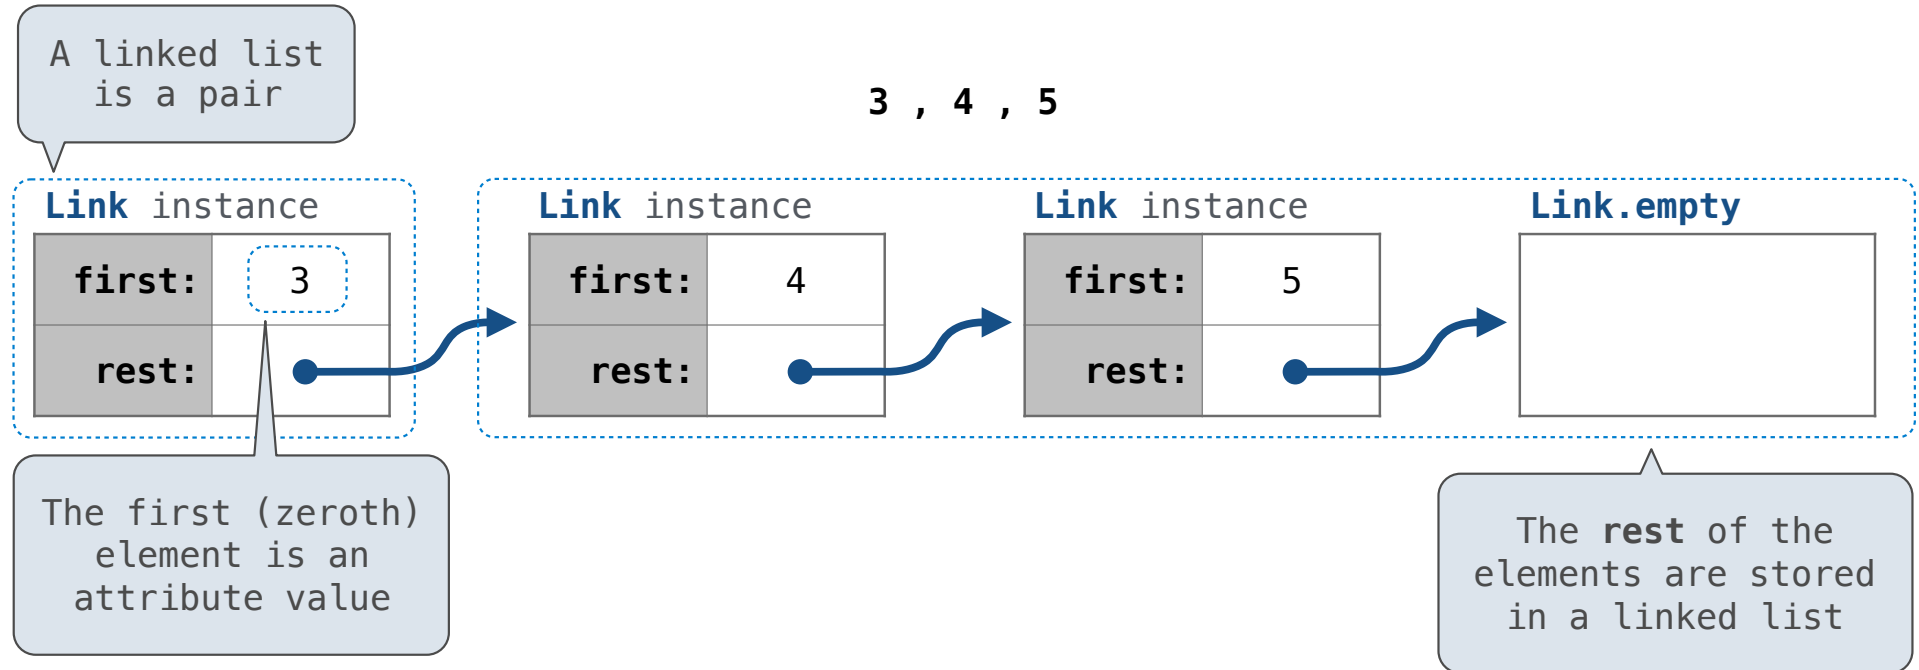 A linked list
is a pair
3 , 4 , 5
Link instance
first: 3
rest:
Link instance
first: 4
rest:
Link instance
first: 5
rest:
Link.empty
The first (zeroth)
element is an
attribute value
The rest of the
elements are stored
in a linked list